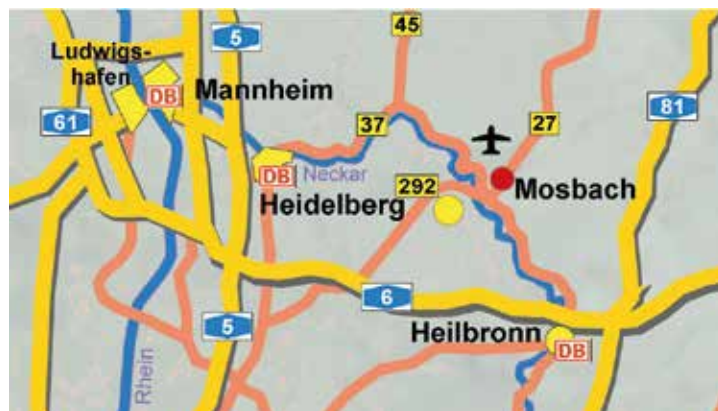 45
5
Ludwigs-
hafen
DB
Mannheim
81
61
37
27
DB
Neckar
292
Mosbach
Heidelberg
6
5
Heilbronn
DB
Rhein